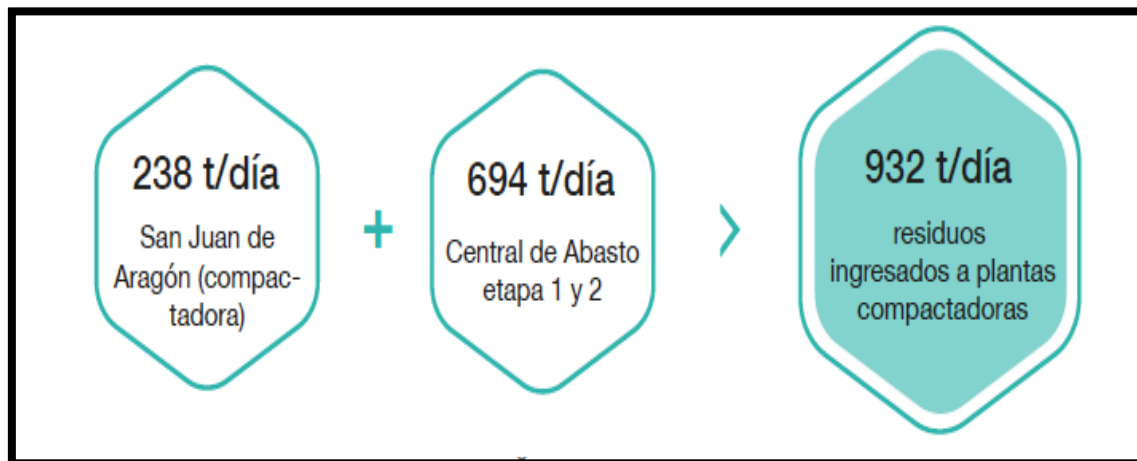 238 t/día
San Juan de
Aragón (compac-
tadora)
+
694 t/día
Central de Abasto
etapa 1 y 2
>
932 t/día
residuos
ingresados a plantas
compactadoras